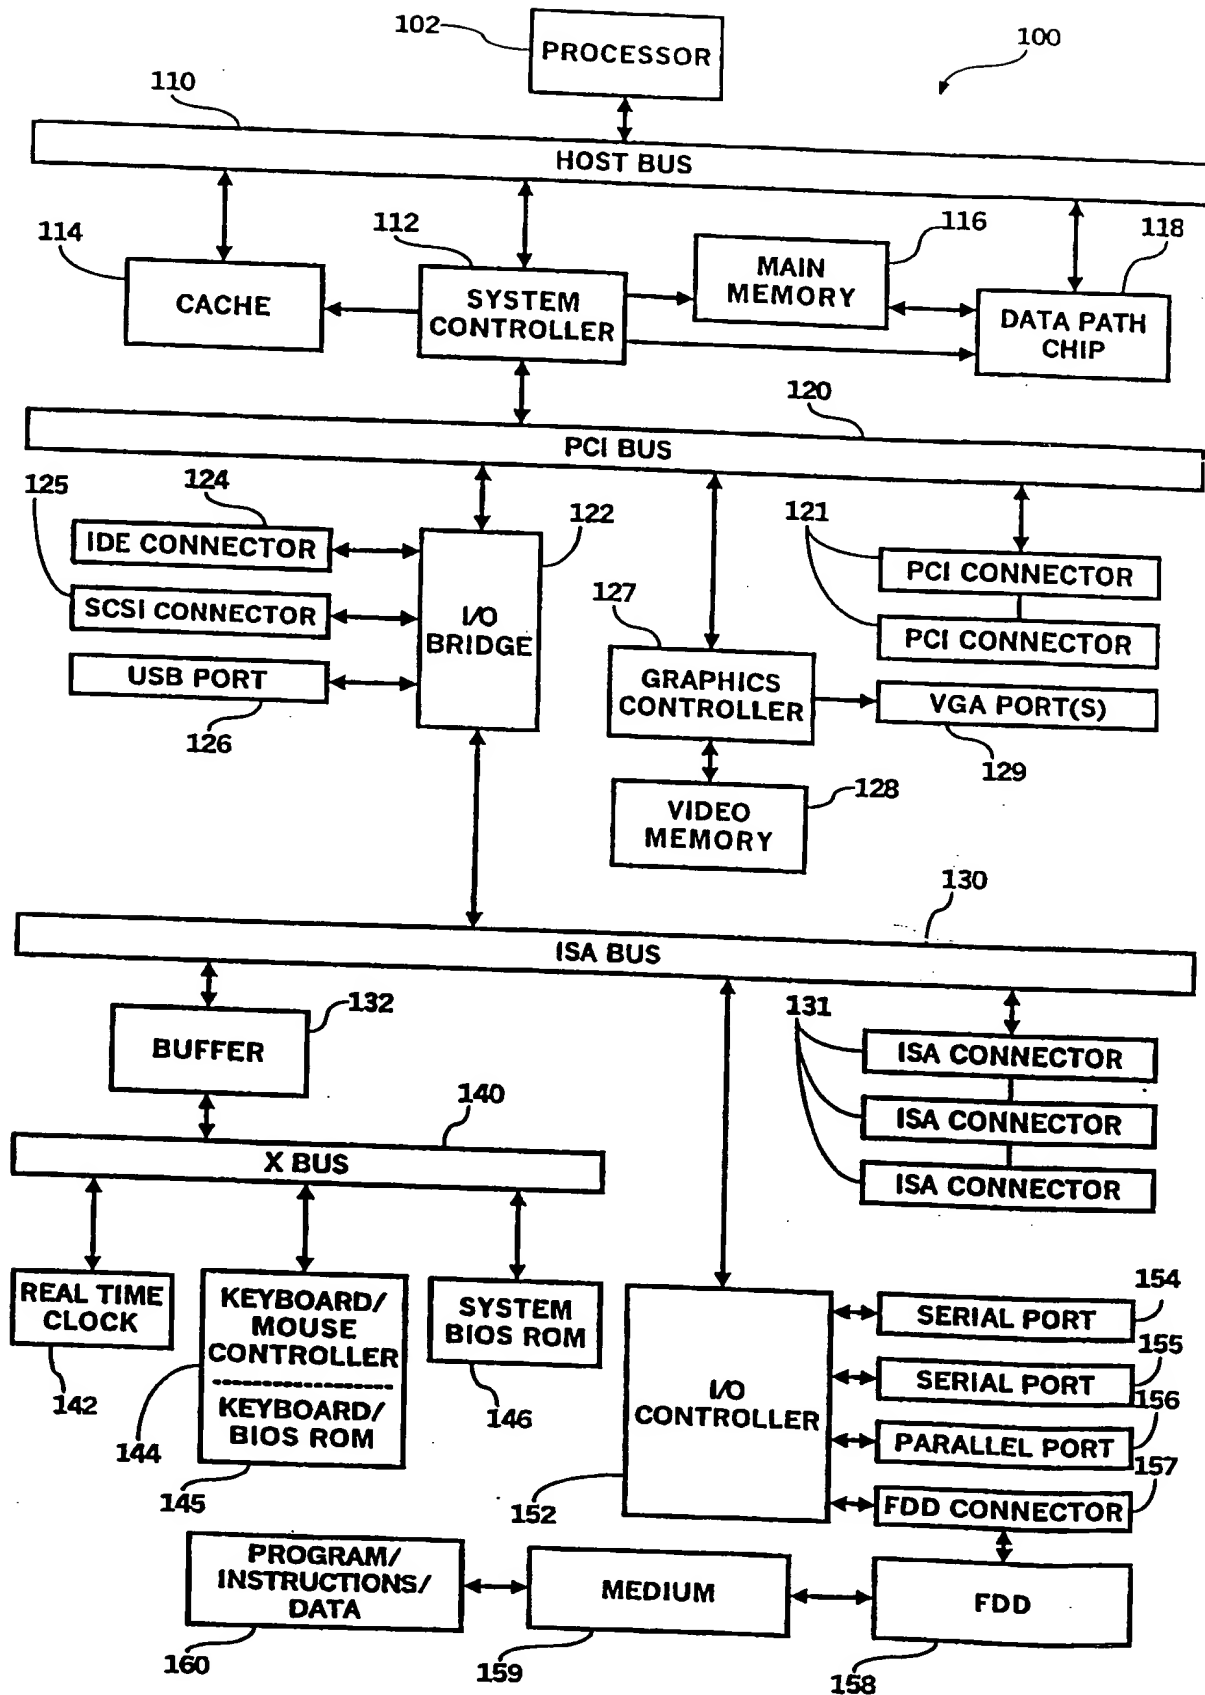 102
PROCESSOR
100
110
HOST BUS
114
112
116
118
CACHE
SYSTEM
CONTROLLER
MAIN
MEMORY
DATA PATH
CHIP
120
PCI BUS
125
124
122
121
IDE CONNECTOR
SCSI CONNECTOR
USB PORT
126
I/O
BRIDGE
127
GRAPHICS
CONTROLLER
PCI CONNECTOR
PCI CONNECTOR
VGA PORT(S)
129
VIDEO
MEMORY
128
130
ISA BUS
BUFFER
132
131
ISA CONNECTOR
ISA CONNECTOR
ISA CONNECTOR
140
X BUS
REAL TIME
CLOCK
142
KEYBOARD/
MOUSE
CONTROLLER
KEYBOARD/
BIOS ROM
144
145
SYSTEM
BIOS ROM
146
I/O
CONTROLLER
152
SERIAL PORT
154
SERIAL PORT
155
PARALLEL PORT
156
FDD CONNECTOR
157
PROGRAM/
INSTRUCTIONS/
DATA
160
MEDIUM
159
FDD
158